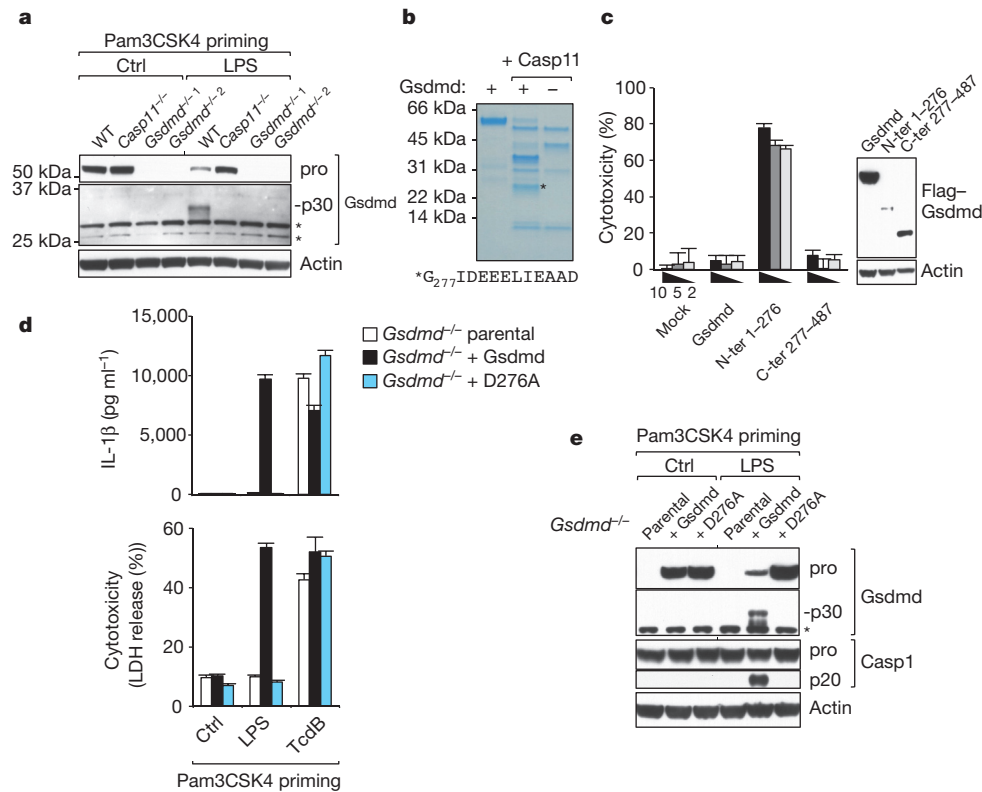 a
Pam3CSK4 priming
Ctrl LPS
WT Casp11–/– Gsdmd–/– 1 Gsdmd–/– 2 WT Casp11–/– Gsdmd–/– 1 Gsdmd–/– 2
50 kDa pro
37 kDa
-p30
Gsdmd
*
25 kDa *
Actin
b
+ Casp11
Gsdmd: + + –
66 kDa
45 kDa
31 kDa
*
22 kDa
14 kDa
*G277IDEEELIEAAD
c
Cytotoxicity (%)
100
80
60
40
20
0
10 5 2
Mock
Gsdmd
N-ter 1–276
C-ter 277–487
Gsdmd
N-ter 1–276
C-ter 277–487
Flag–
Gsdmd
Actin
d
IL-1β (pg ml–1)
15,000
10,000
5,000
0
Gsdmd–/– parental
Gsdmd–/– + Gsdmd
Gsdmd–/– + D276A
Cytotoxicity
(LDH release (%))
60
40
20
0
Ctrl LPS TcdB
Pam3CSK4 priming
e
Pam3CSK4 priming
Ctrl LPS
Gsdmd–/– Parental + Gsdmd + D276A Parental + Gsdmd + D276A
pro
Gsdmd
-p30
*
pro
Casp1
p20
Actin